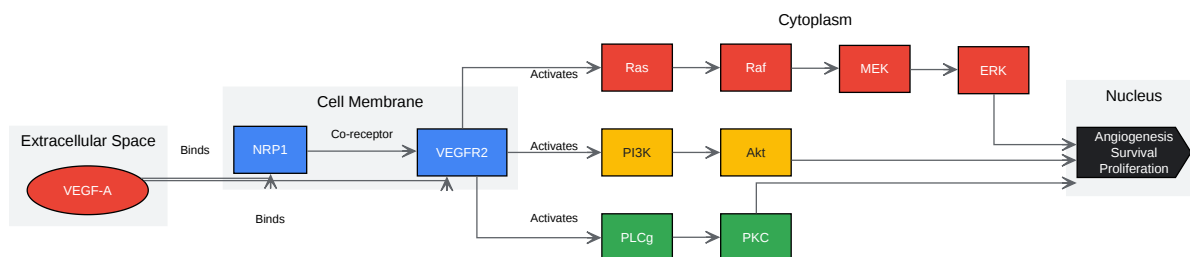 Cytoplasm
Ras
Raf
MEK
ERK
Activates
Cell Membrane
Nucleus
Extracellular Space
Binds
NRP1
Co-receptor
VEGFR2
Activates
PI3K
Akt
Angiogenesis
Survival
Proliferation
VEGF-A
Binds
Activates
PLCg
PKC